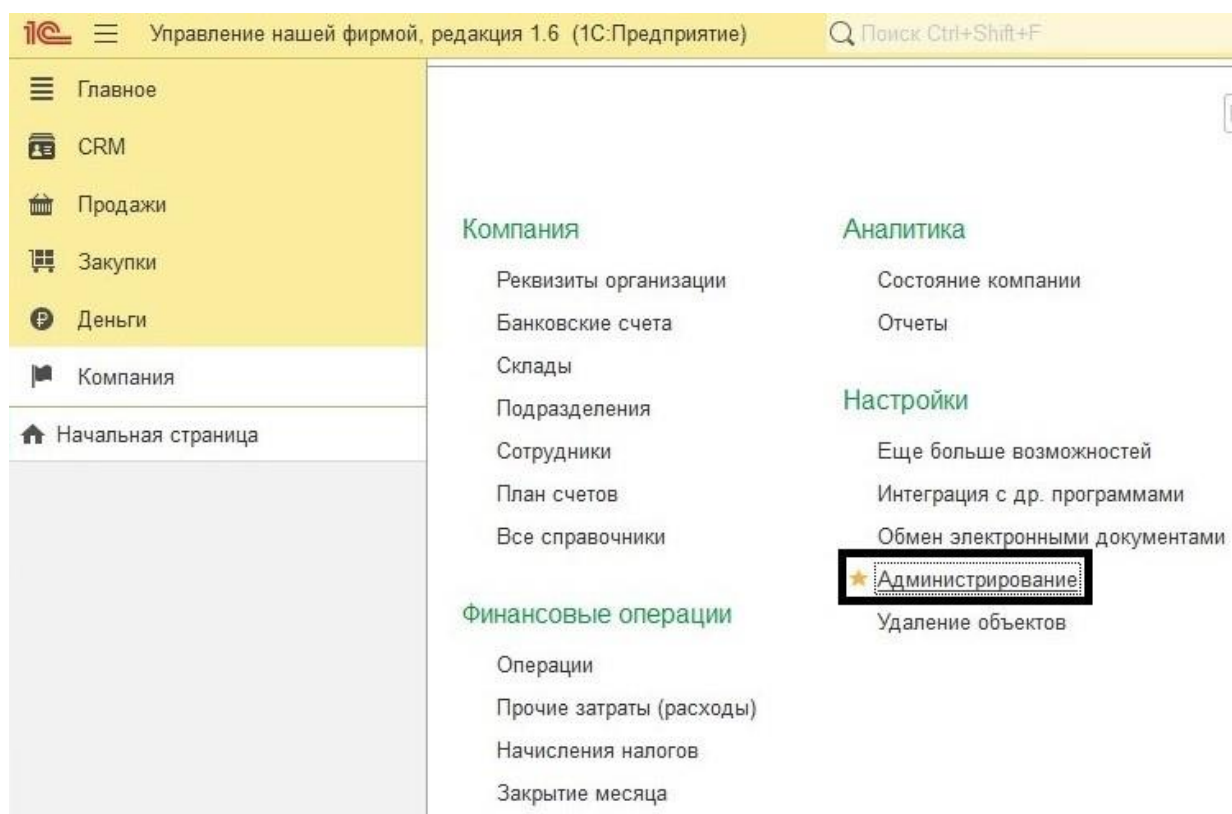 1С Управление нашей фирмой, редакция 1.6 (1С:Предприятие) Поиск Ctrl+Shift+F
Главное
CRM
Продажи
Закупки
Деньги
Компания
Начальная страница
Компания
Реквизиты организации
Банковские счета
Склады
Подразделения
Сотрудники
План счетов
Все справочники
Финансовые операции
Операции
Прочие затраты (расходы)
Начисления налогов
Закрытие месяца
Аналитика
Состояние компании
Отчеты
Настройки
Еще больше возможностей
Интеграция с др. программами
Обмен электронными документами
Администрирование
Удаление объектов